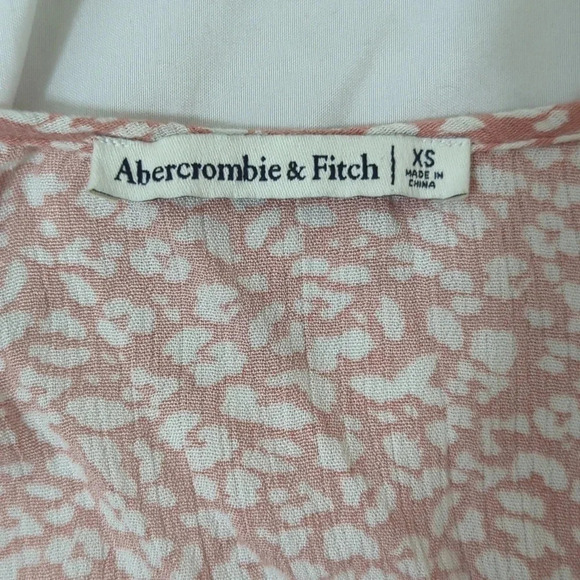 Abercrombie & Fitch
XS
MADE IN
CHINA